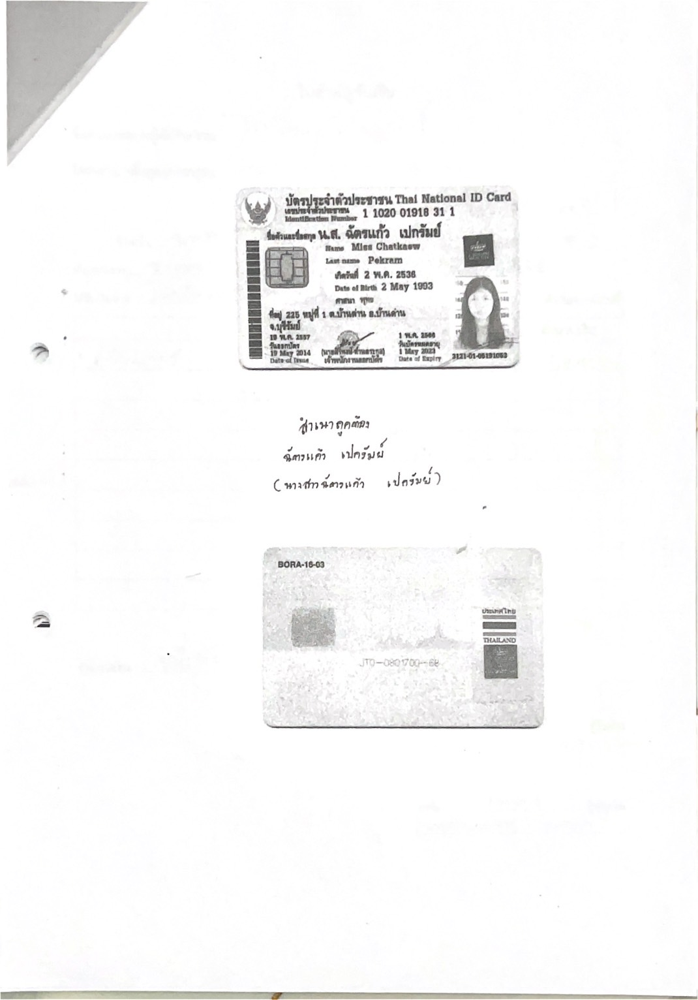 บัตรประจำตัวประชาชน Thai National ID Card
เลขประจำตัวประชาชน
Identification Number 1 1020 01918 31 1
ชื่อตัวและชื่อสกุล น.ส. ฉัตรแก้ว เปกรัมย์
Name Miss Chatkaew
Last name Pekram
เกิดวันที่ 2 พ.ค. 2536
Date of Birth 2 May 1993
ศาสนา พุทธ
ที่อยู่ 225 หมู่ที่ 1 ต.บ้านด่าน อ.บ้านด่าน
จ.บุรีรัมย์
19 พ.ค. 2557
วันออกบัตร
19 May 2014
Date of Issue
เจ้าพนักงานออกบัตร
1 พ.ค. 2566
วันบัตรหมดอายุ
1 May 2023
Date of Expiry
3121-01-05191053
สำเนาถูกต้อง
ฉัตรแก้ว เปกรัมย์
(นางสาวฉัตรแก้ว เปกรัมย์)
BORA-16-03
ประเทศไทย
THAILAND
JT0-0801700-68